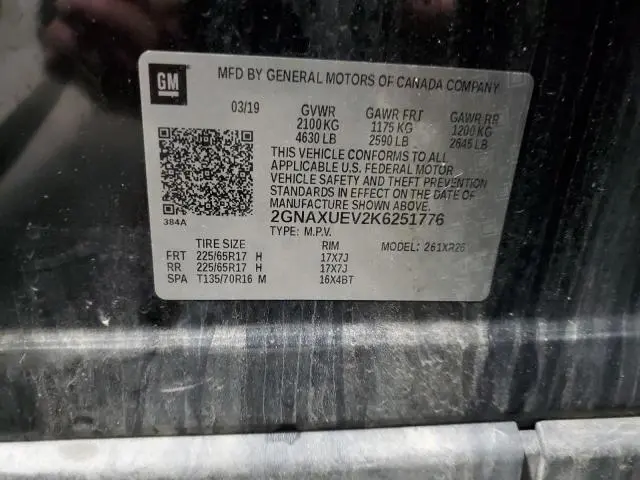 GM
MFD BY GENERAL MOTORS OF CANADA COMPANY
03/19 GVWR GAWR FRT GAWR RR
2100 KG 1175 KG 1200 KG
4630 LB 2590 LB 2645 LB
THIS VEHICLE CONFORMS TO ALL
APPLICABLE U.S. FEDERAL MOTOR
VEHICLE SAFETY AND THEFT PREVENTION
STANDARDS IN EFFECT ON THE DATE OF
MANUFACTURE SHOWN ABOVE.
384A 2GNAXUEV2K6251776
TYPE: M.P.V.
TIRE SIZE RIM MODEL: 261XR26
FRT 225/65R17 H 17X7J
RR 225/65R17 H 17X7J
SPA T135/70R16 M 16X4BT